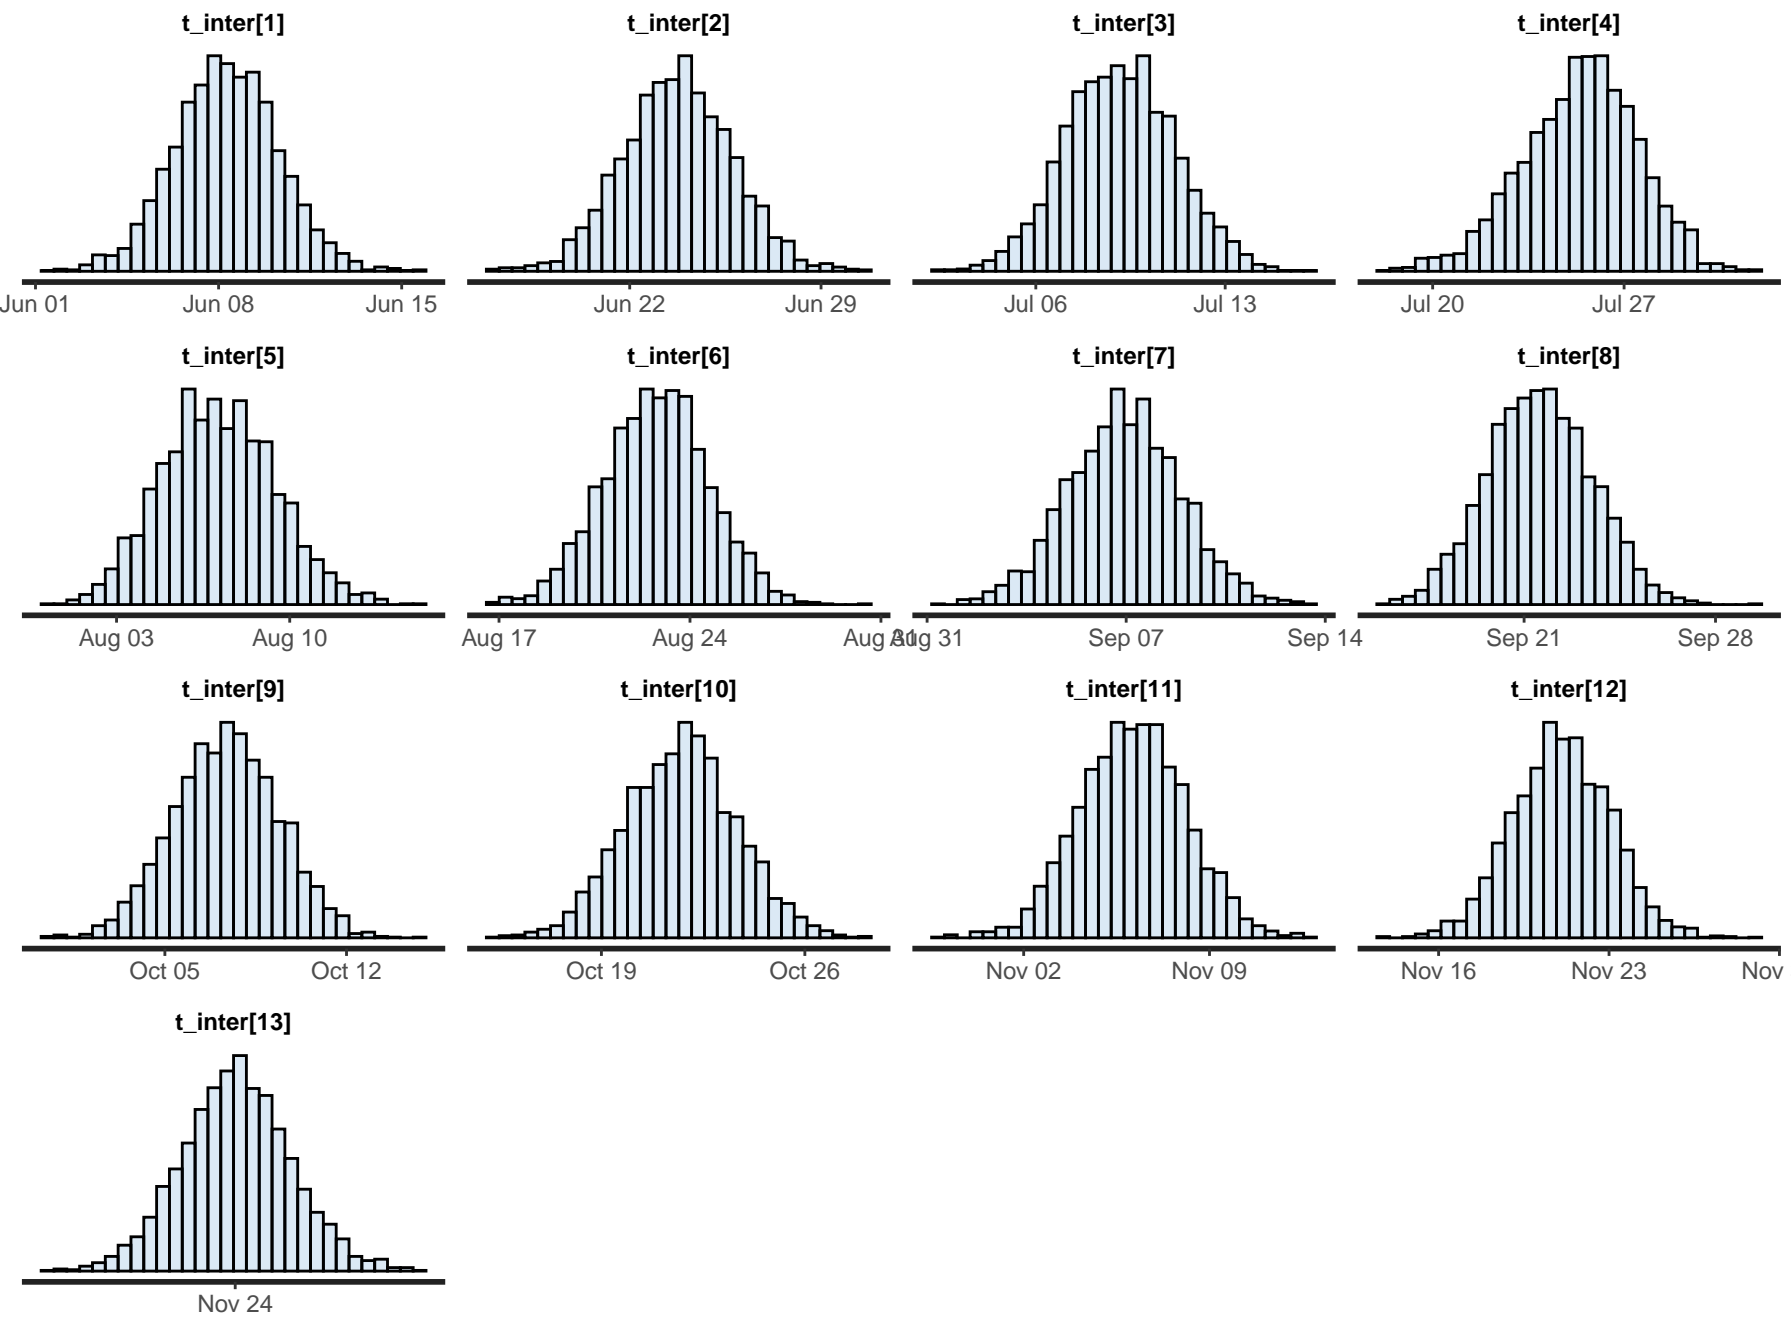 t_inter[1] t_inter[2] t_inter[3] t_inter[4]
Jun 01 Jun 08 Jun 15 Jun 22 Jun 29 Jul 06 Jul 13 Jul 20 Jul 27
t_inter[5] t_inter[6] t_inter[7] t_inter[8]
Aug 03 Aug 10 Aug 17 Aug 24 Aug 31 Aug 31 Sep 07 Sep 14 Sep 21 Sep 28
t_inter[9] t_inter[10] t_inter[11] t_inter[12]
Oct 05 Oct 12 Oct 19 Oct 26 Nov 02 Nov 09 Nov 16 Nov 23 Nov
t_inter[13]
Nov 24